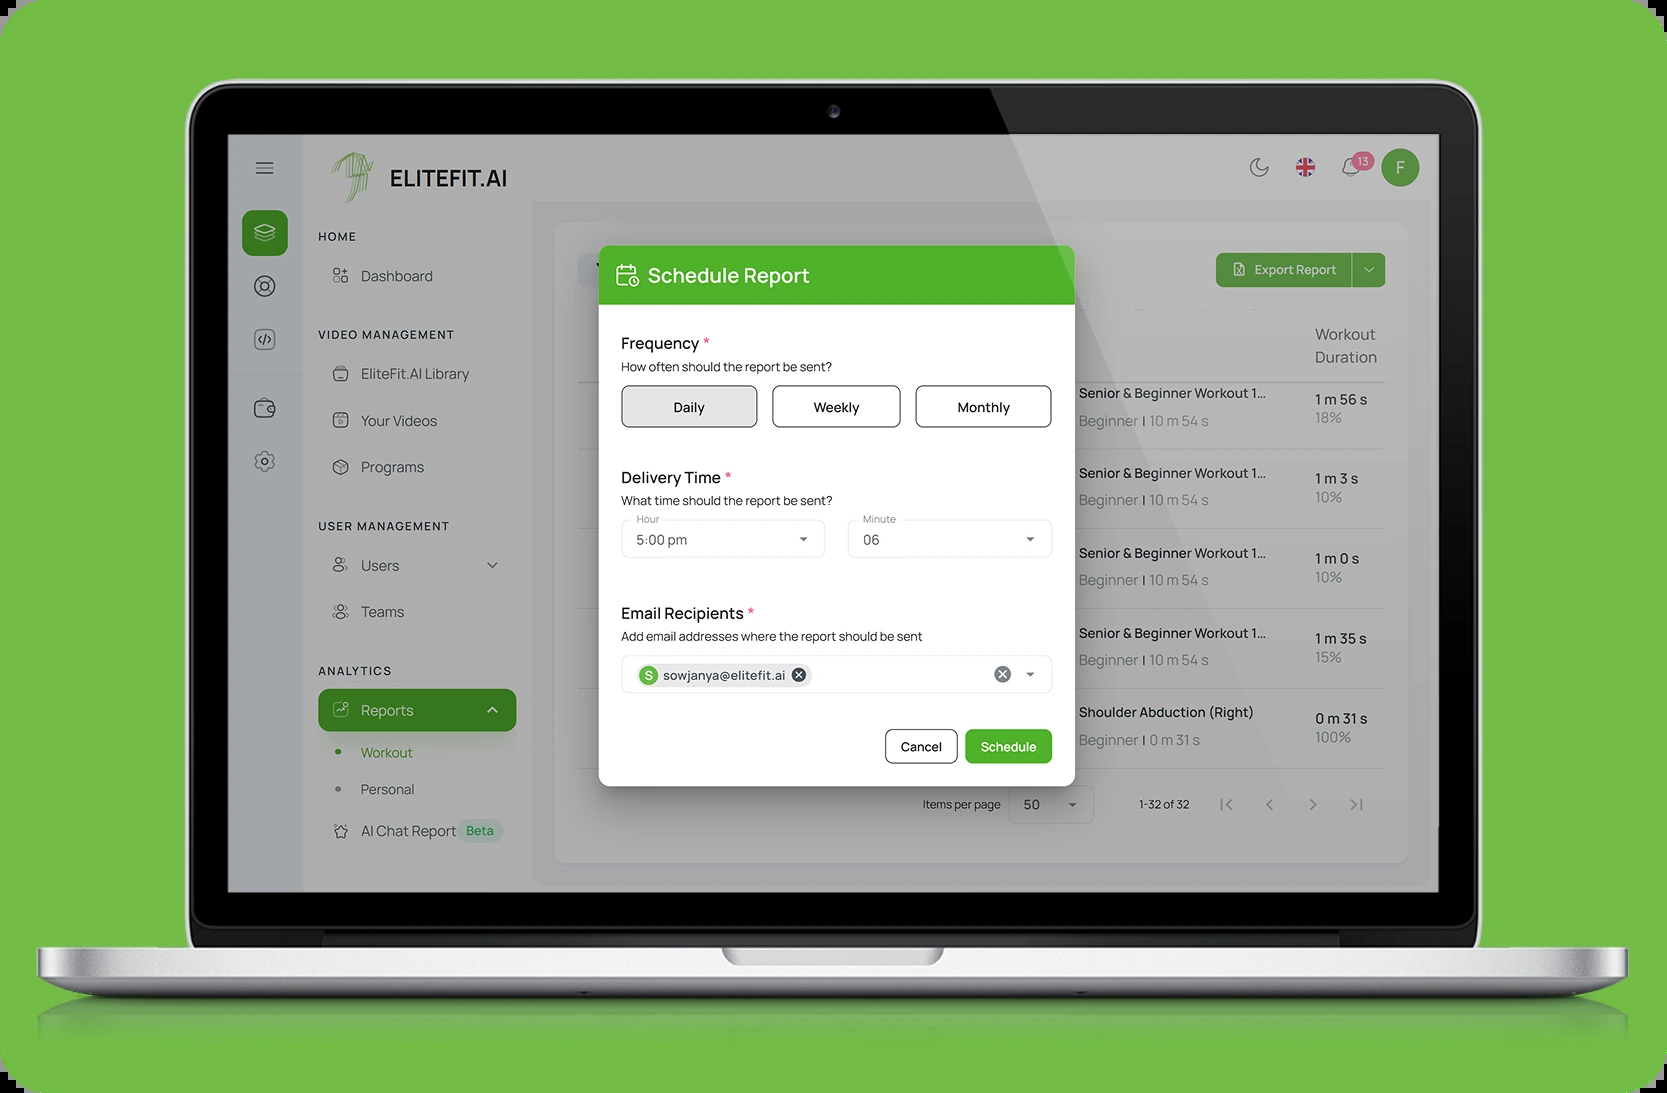 ELITEFIT.AI
13
F
HOME
Dashboard
VIDEO MANAGEMENT
EliteFit.AI Library
Your Videos
Programs
USER MANAGEMENT
Users
Teams
ANALYTICS
Reports
Workout
Personal
AI Chat Report Beta
Export Report
Workout
Duration
Senior & Beginner Workout 1...
Beginner | 10 m 54 s
1 m 56 s
18%
Senior & Beginner Workout 1...
Beginner | 10 m 54 s
1 m 3 s
10%
Senior & Beginner Workout 1...
Beginner | 10 m 54 s
1 m 0 s
10%
Senior & Beginner Workout 1...
Beginner | 10 m 54 s
1 m 35 s
15%
Shoulder Abduction (Right)
Beginner | 0 m 31 s
0 m 31 s
100%
Items per page 50 1-32 of 32
Schedule Report
Frequency *
How often should the report be sent?
Daily Weekly Monthly
Delivery Time *
What time should the report be sent?
Hour Minute
5:00 pm 06
Email Recipients *
Add email addresses where the report should be sent
S sowjanya@elitefit.ai
Cancel Schedule